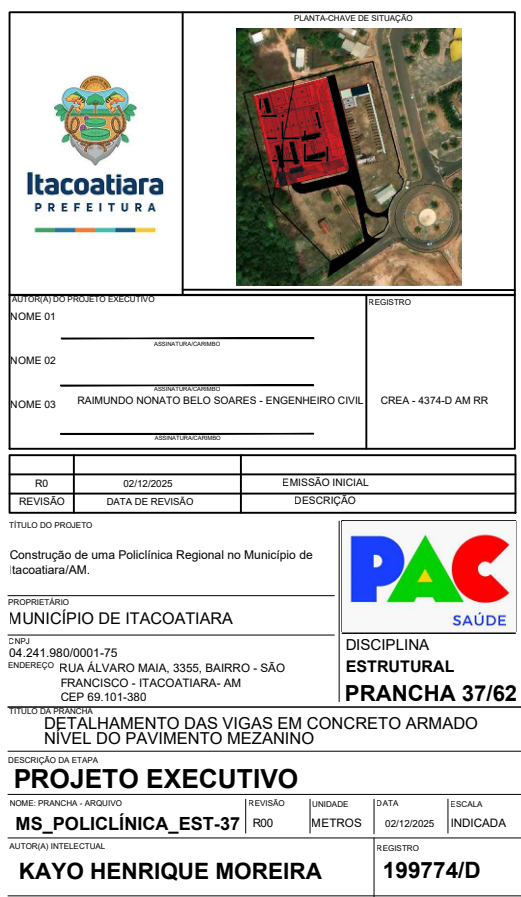 PLANTA-CHAVE DE SITUAÇÃO
Itacoatiara
PREFEITURA
AUTOR(A) DO PROJETO EXECUTIVO
REGISTRO
NOME 01
ASSINATURA/CARIMBO
NOME 02
ASSINATURA/CARIMBO
NOME 03 RAIMUNDO NONATO BELO SOARES - ENGENHEIRO CIVIL CREA - 4374-D AM RR
ASSINATURA/CARIMBO
R0 02/12/2025 EMISSÃO INICIAL
REVISÃO DATA DE REVISÃO DESCRIÇÃO
TÍTULO DO PROJETO
Construção de uma Policlínica Regional no Município de
Itacoatiara/AM.
PAC
SAÚDE
PROPRIETÁRIO
MUNICÍPIO DE ITACOATIARA
CNPJ
04.241.980/0001-75
ENDEREÇO RUA ÁLVARO MAIA, 3355, BAIRRO - SÃO
FRANCISCO - ITACOATIARA- AM
CEP 69.101-380
DISCIPLINA
ESTRUTURAL
PRANCHA 37/62
TÍTULO DA PRANCHA
DETALHAMENTO DAS VIGAS EM CONCRETO ARMADO
NÍVEL DO PAVIMENTO MEZANINO
DESCRIÇÃO DA ETAPA
PROJETO EXECUTIVO
NOME: PRANCHA - ARQUIVO REVISÃO UNIDADE DATA ESCALA
MS_POLICLÍNICA_EST-37 R00 METROS 02/12/2025 INDICADA
AUTOR(A) INTELECTUAL REGISTRO
KAYO HENRIQUE MOREIRA 199774/D